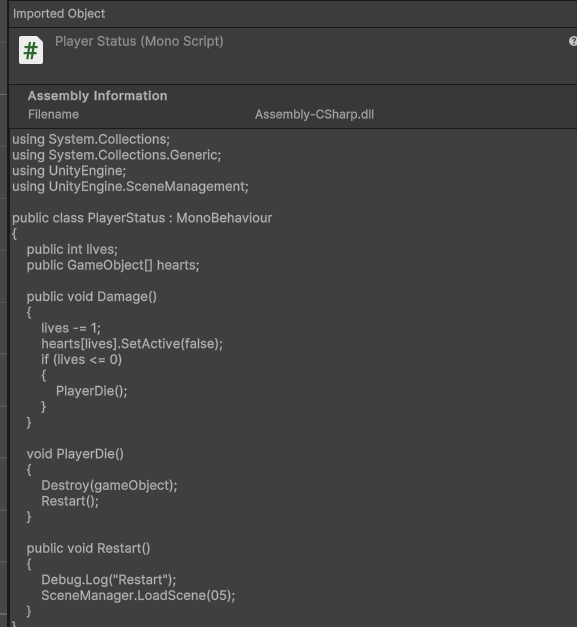 Imported Object
#
Player Status (Mono Script)
?
Assembly Information
Filename Assembly-CSharp.dll
using System.Collections;
using System.Collections.Generic;
using UnityEngine;
using UnityEngine.SceneManagement;

public class PlayerStatus : MonoBehaviour
{
    public int lives;
    public GameObject[] hearts;

    public void Damage()
    {
        lives -= 1;
        hearts[lives].SetActive(false);
        if (lives <= 0)
        {
            PlayerDie();
        }
    }

    void PlayerDie()
    {
        Destroy(gameObject);
        Restart();
    }

    public void Restart()
    {
        Debug.Log("Restart");
        SceneManager.LoadScene(05);
    }
}